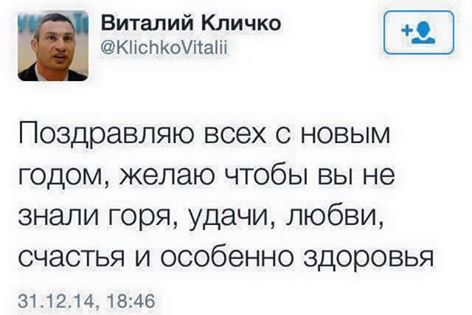 Виталий Кличко
@KlichkoVitalii
Поздравляю всех с новым
годом, желаю чтобы вы не
знали горя, удачи, любви,
счастья и особенно здоровья
31.12.14, 18:46